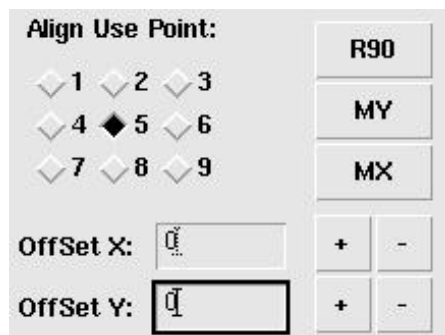 Align Use Point:
R90
1 2 3
MY
4 5 6
7 8 9
MX
OffSet X: 0 + -
OffSet Y: 0 + -